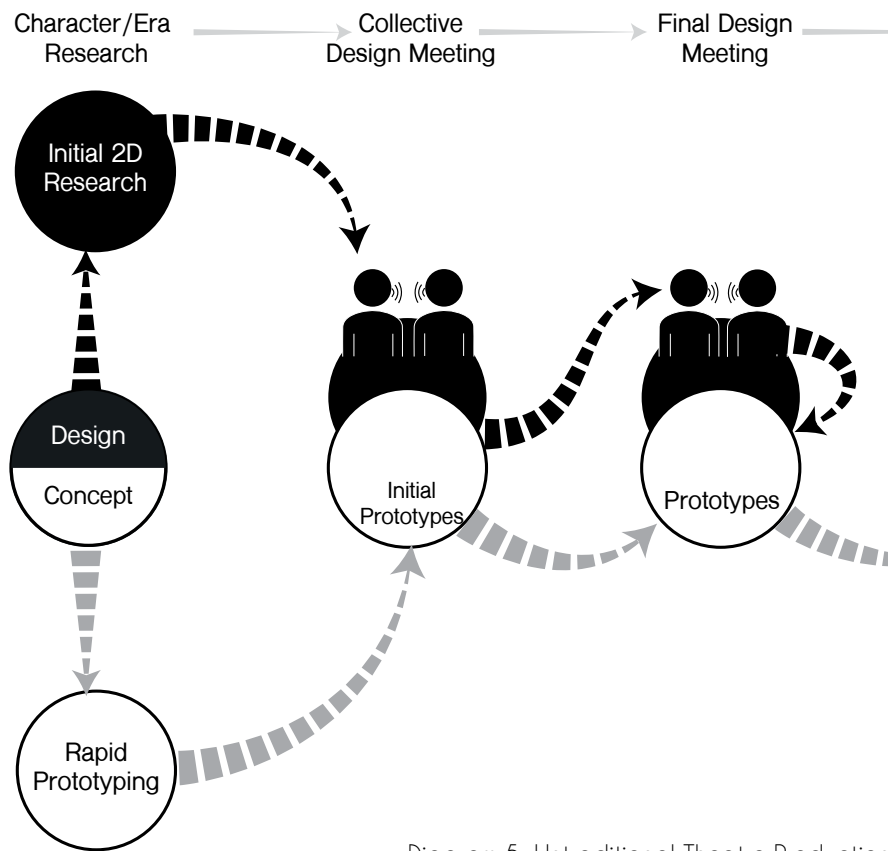 Character/Era
Research
Collective
Design Meeting
Final Design
Meeting
Initial 2D
Research
Design
Concept
Initial
Prototypes
Prototypes
Rapid
Prototyping